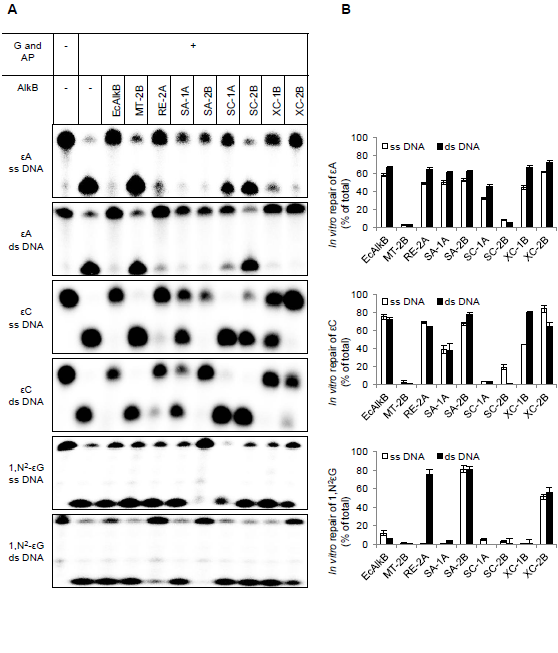 A
G and AP - +
AlkB - - EcAlkB MT-2B RE-2A SA-1A SA-2B SC-1A SC-2B XC-1B XC-2B
εA
ss DNA
εA
ds DNA
εC
ss DNA
εC
ds DNA
1,N²-εG
ss DNA
1,N²-εG
ds DNA
B
In vitro repair of εA
(% of total)
ss DNA ds DNA
100
80
60
40
20
0
EcAlkB MT-2B RE-2A SA-1A SA-2B SC-1A SC-2B XC-1B XC-2B
In vitro repair of εC
(% of total)
ss DNA ds DNA
100
80
60
40
20
0
EcAlkB MT-2B RE-2A SA-1A SA-2B SC-1A SC-2B XC-1B XC-2B
In vitro repair of 1,N²εG
(% of total)
ss DNA ds DNA
100
80
60
40
20
0
EcAlkB MT-2B RE-2A SA-1A SA-2B SC-1A SC-2B XC-1B XC-2B